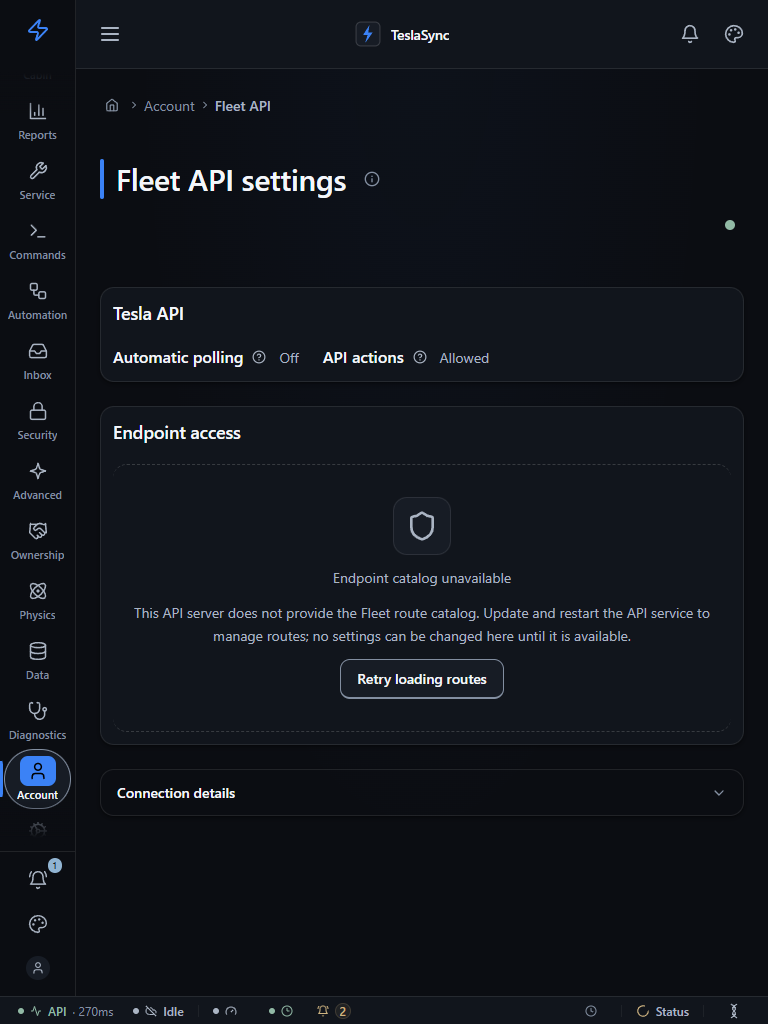 TeslaSync
Reports
Service
Commands
Automation
Inbox
Security
Advanced
Ownership
Physics
Data
Diagnostics
Account
1
Account
Fleet API
Fleet API settings
Tesla API
Automatic polling Off API actions Allowed
Endpoint access
Endpoint catalog unavailable
This API server does not provide the Fleet route catalog. Update and restart the API service to
manage routes; no settings can be changed here until it is available.
Retry loading routes
Connection details
API · 270ms Idle 2 Status